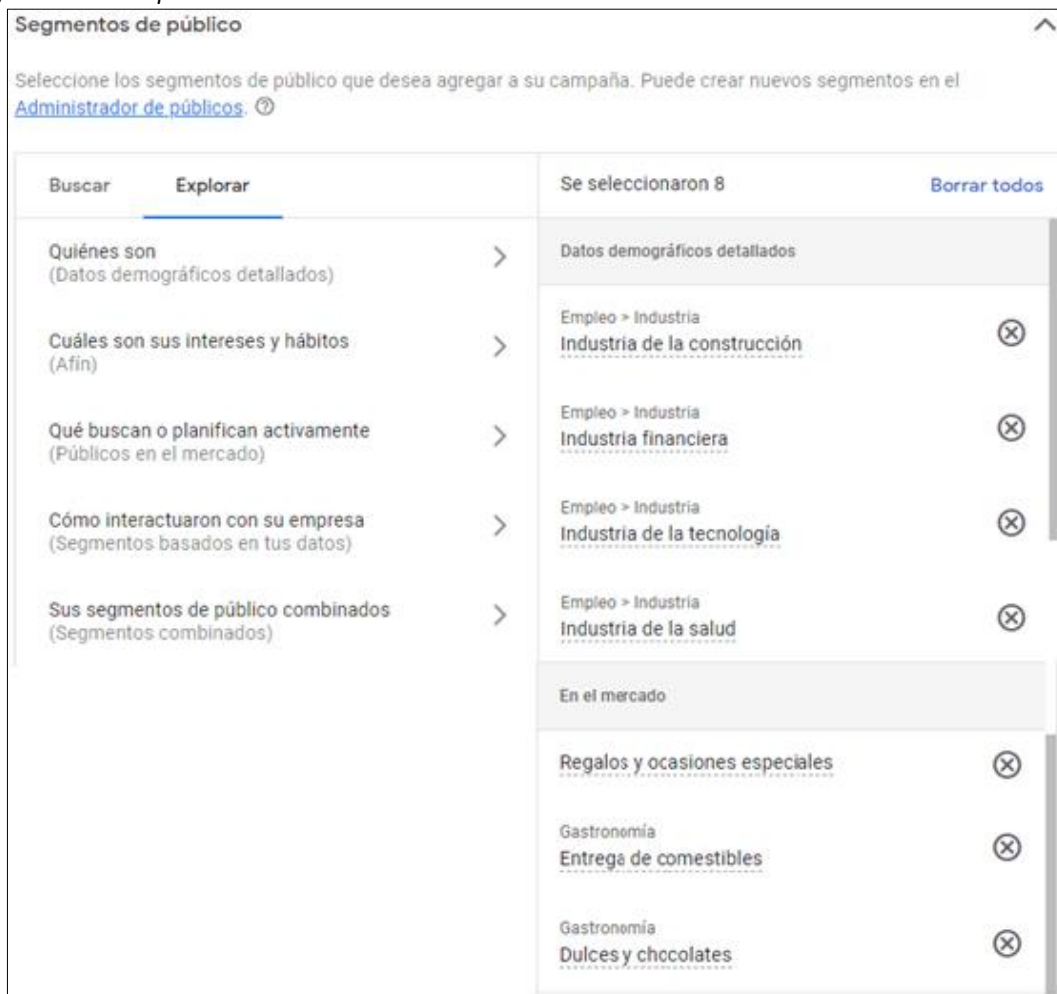 Segmentos de público
Seleccione los segmentos de público que desea agregar a su campaña. Puede crear nuevos segmentos en el
Administrador de públicos. ?
Buscar Explorar
Quiénes son
(Datos demográficos detallados)
Cuáles son sus intereses y hábitos
(Afín)
Qué buscan o planifican activamente
(Públicos en el mercado)
Cómo interactuaron con su empresa
(Segmentos basados en tus datos)
Sus segmentos de público combinados
(Segmentos combinados)
Se seleccionaron 8 Borrar todos
Datos demográficos detallados
Empleo > Industria
Industria de la construcción
Empleo > Industria
Industria financiera
Empleo > Industria
Industria de la tecnología
Empleo > Industria
Industria de la salud
En el mercado
Regalos y ocasiones especiales
Gastronomía
Entrega de comestibles
Gastronomía
Dulces y chocolates